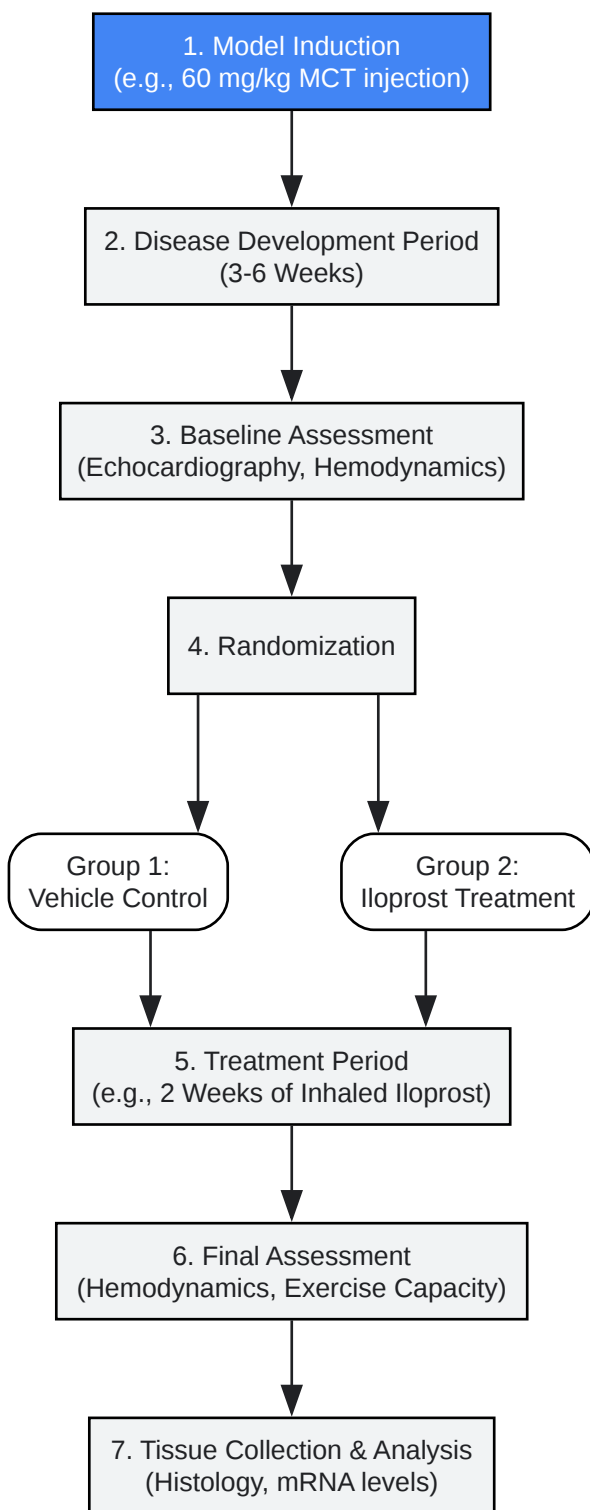 1. Model Induction
(e.g., 60 mg/kg MCT injection)
2. Disease Development Period
(3-6 Weeks)
3. Baseline Assessment
(Echocardiography, Hemodynamics)
4. Randomization
Group 1:
Vehicle Control
Group 2:
Iloprost Treatment
5. Treatment Period
(e.g., 2 Weeks of Inhaled Iloprost)
6. Final Assessment
(Hemodynamics, Exercise Capacity)
7. Tissue Collection & Analysis
(Histology, mRNA levels)